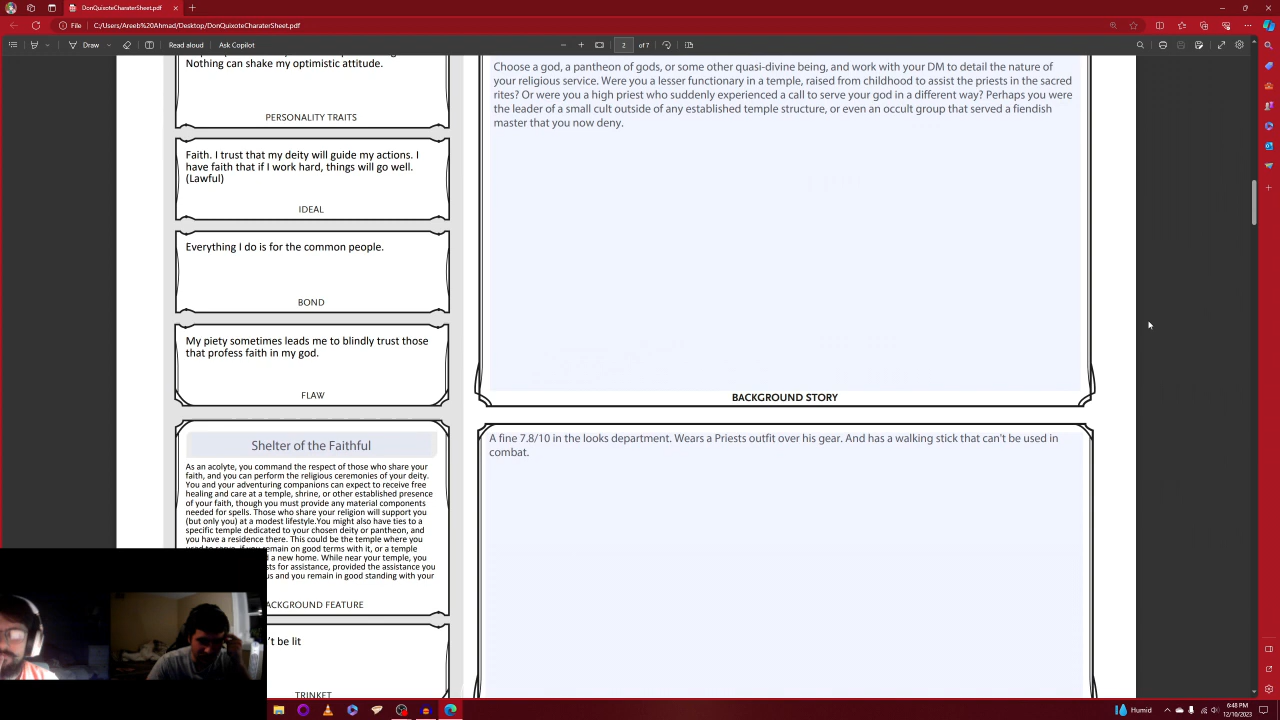 DonQuixoteCharaterSheet.pdf
File
C:/Users/Areeb%20Ahmad/Desktop/DonQuixoteCharaterSheet.pdf
Draw
Read aloud
Ask Copilot
2
of 7
Nothing can shake my optimistic attitude.
PERSONALITY TRAITS
Faith. I trust that my deity will guide my actions. I
have faith that if I work hard, things will go well.
(Lawful)
IDEAL
Everything I do is for the common people.
BOND
My piety sometimes leads me to blindly trust those
that profess faith in my god.
FLAW
Shelter of the Faithful
As an acolyte, you command the respect of those who share your
faith, and you can perform the religious ceremonies of your deity.
You and your adventuring companions can expect to receive free
healing and care at a temple, shrine, or other established presence
of your faith, though you must provide any material components
needed for spells. Those who share your religion will support you
(but only you) at a modest lifestyle.You might also have ties to a
specific temple dedicated to your chosen deity or pantheon, and
you have a residence there. This could be the temple where you
remain on good terms with it, or a temple
a new home. While near your temple, you
for assistance, provided the assistance you
us and you remain in good standing with your
BACKGROUND FEATURE
't be lit
TRINKET
Choose a god, a pantheon of gods, or some other quasi-divine being, and work with your DM to detail the nature of
your religious service. Were you a lesser functionary in a temple, raised from childhood to assist the priests in the sacred
rites? Or were you a high priest who suddenly experienced a call to serve your god in a different way? Perhaps you were
the leader of a small cult outside of any established temple structure, or even an occult group that served a fiendish
master that you now deny.
BACKGROUND STORY
A fine 7.8/10 in the looks department. Wears a Priests outfit over his gear. And has a walking stick that can't be used in
combat.
Humid
6:48 PM
12/10/2023